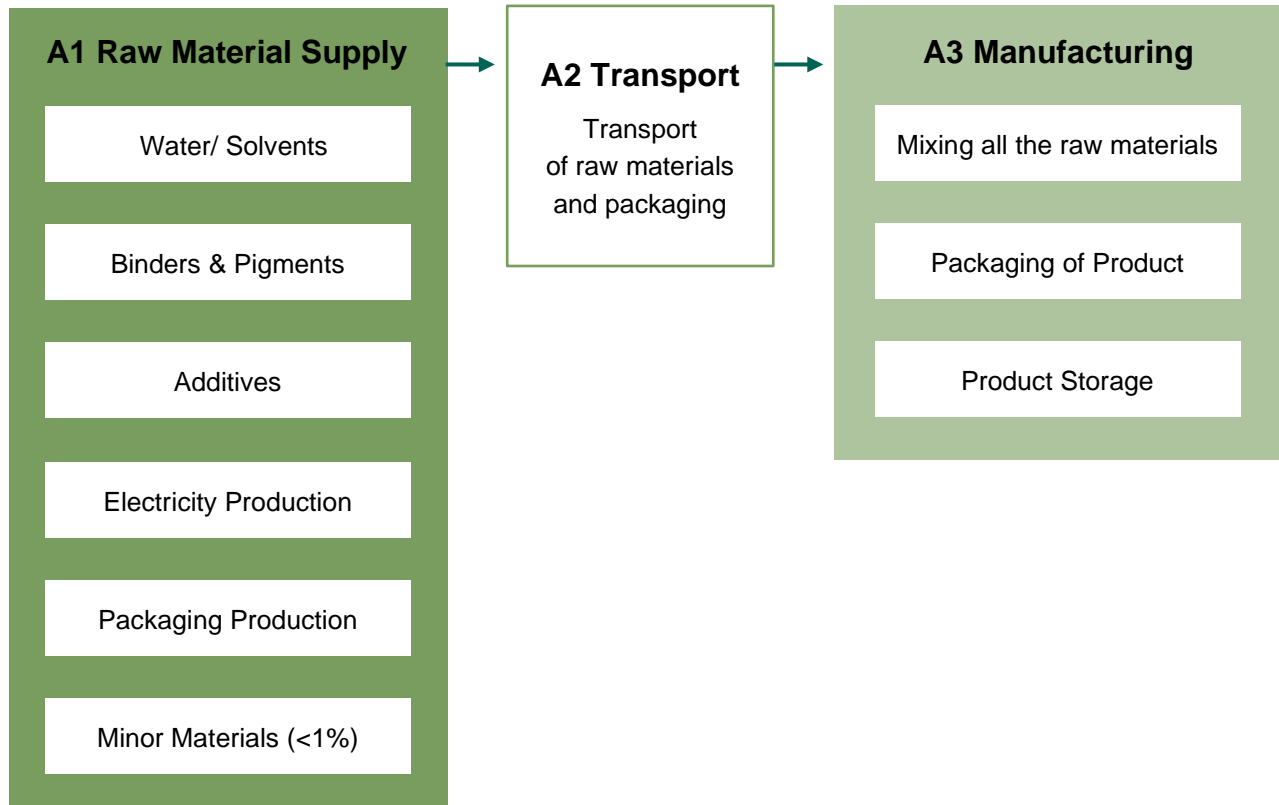 A1 Raw Material Supply
Water/ Solvents
Binders & Pigments
Additives
Electricity Production
Packaging Production
Minor Materials (<1%)
A2 Transport
Transport
of raw materials
and packaging
A3 Manufacturing
Mixing all the raw materials
Packaging of Product
Product Storage